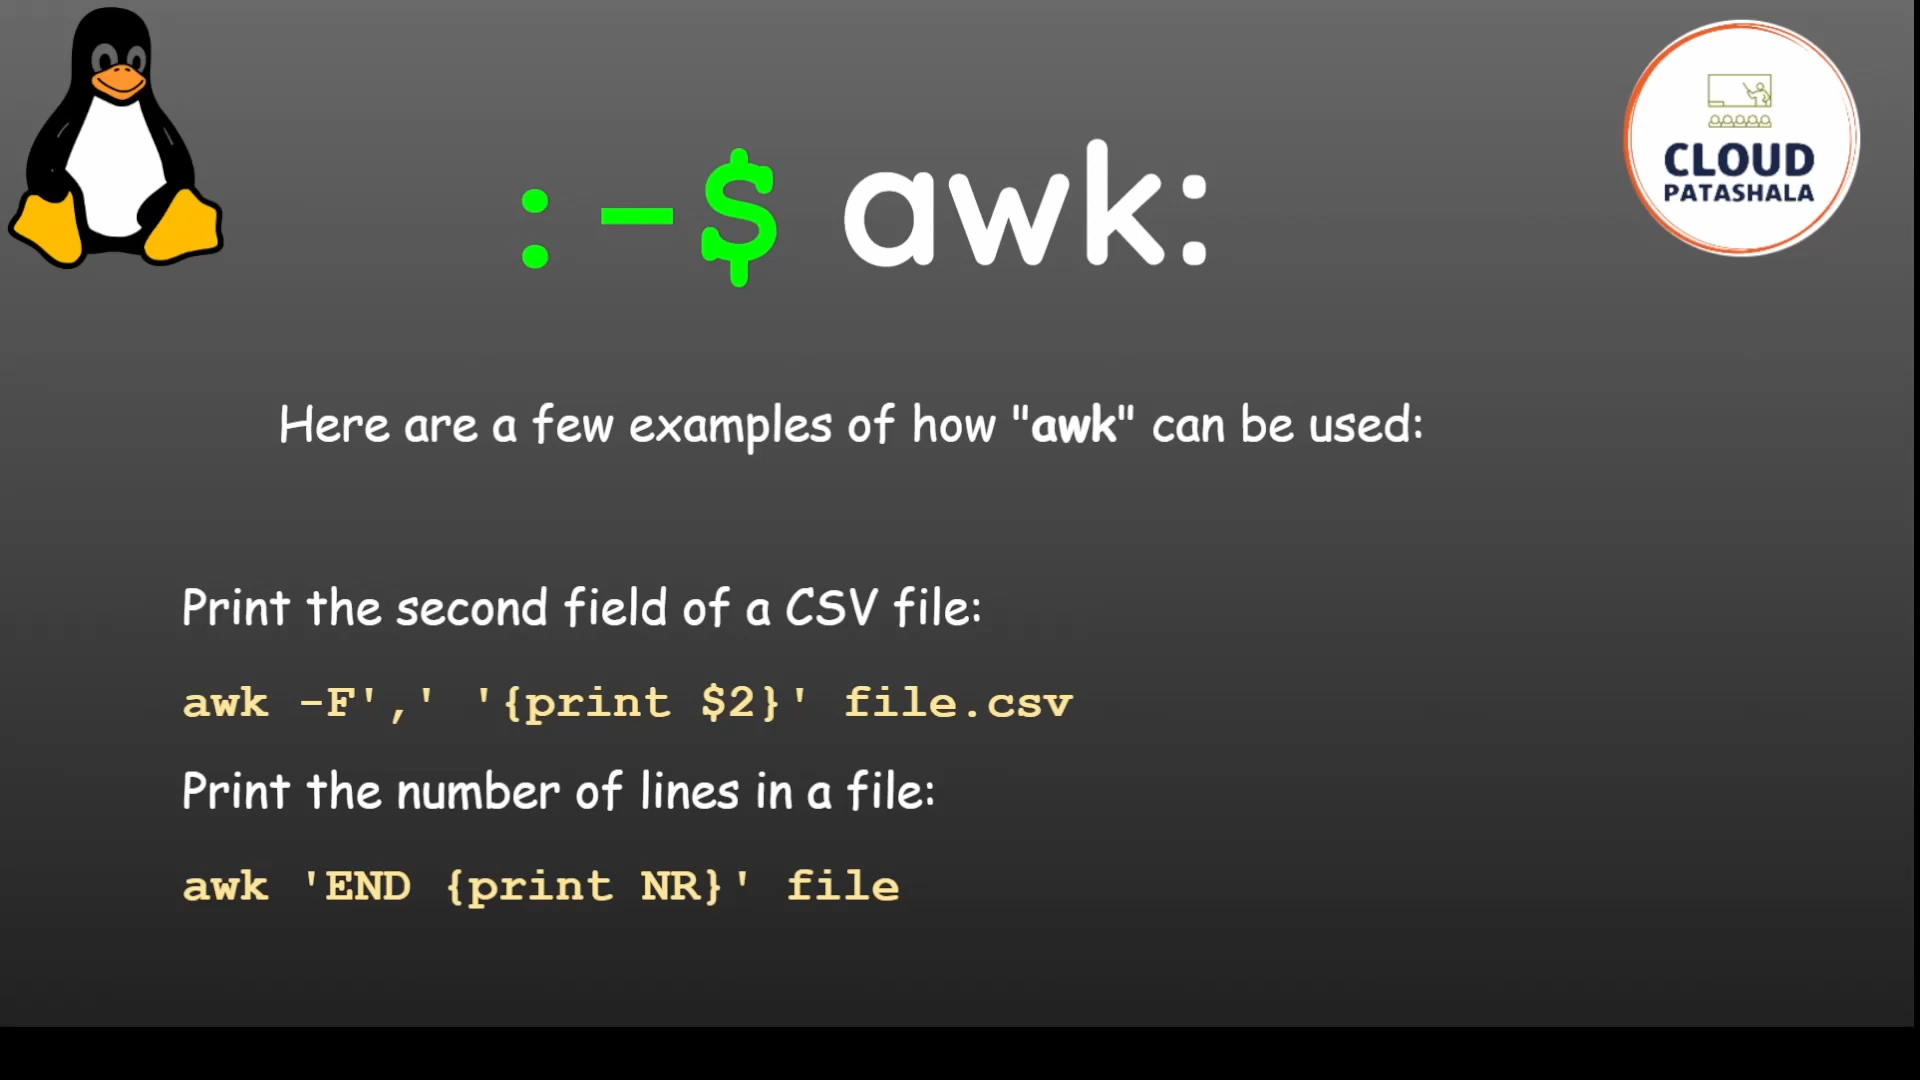 :-$ awk:
CLOUD
PATASHALA
Here are a few examples of how "awk" can be used:
Print the second field of a CSV file:
awk -F',' '{print $2}' file.csv
Print the number of lines in a file:
awk 'END {print NR}' file